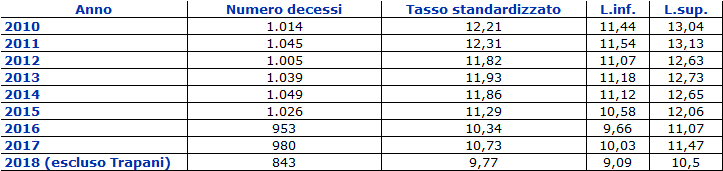 Anno Numero decessi Tasso standardizzato L.inf. L.sup.
2010 1.014 12,21 11,44 13,04
2011 1.045 12,31 11,54 13,13
2012 1.005 11,82 11,07 12,63
2013 1.039 11,93 11,18 12,73
2014 1.049 11,86 11,12 12,65
2015 1.026 11,29 10,58 12,06
2016 953 10,34 9,66 11,07
2017 980 10,73 10,03 11,47
2018 (escluso Trapani) 843 9,77 9,09 10,5